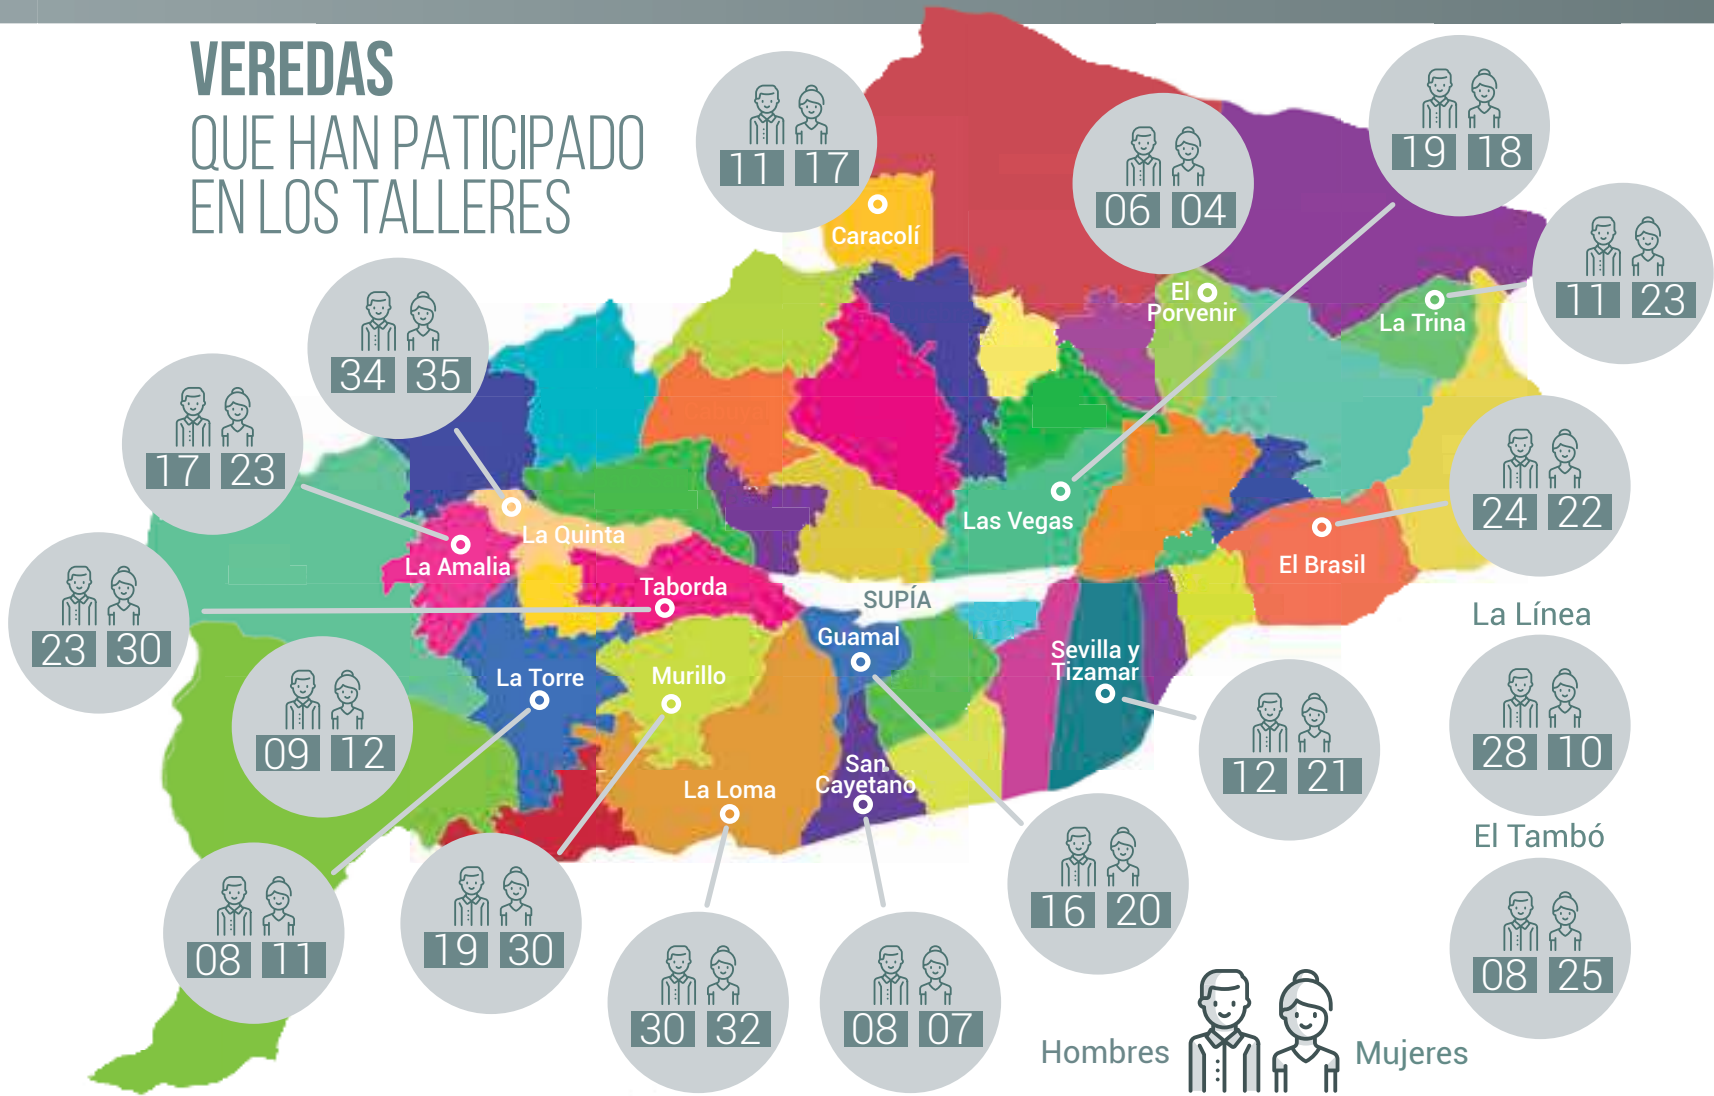 VEREDAS
QUE HAN PATICIPADO
EN LOS TALLERES
11 17
06 04
19 18
11 23
34 35
17 23
23 30
09 12
08 11
19 30
30 32
08 07
16 20
12 21
24 22
Caracolí
El
Porvenir
La Trina
La Quinta
La Amalia
Las Vegas
El Brasil
Taborda
SUPÍA
Guamal
La Torre
Murillo
Sevilla y
Tizamar
La Loma
San
Cayetano
La Línea
28 10
El Tambó
08 25
Hombres
Mujeres